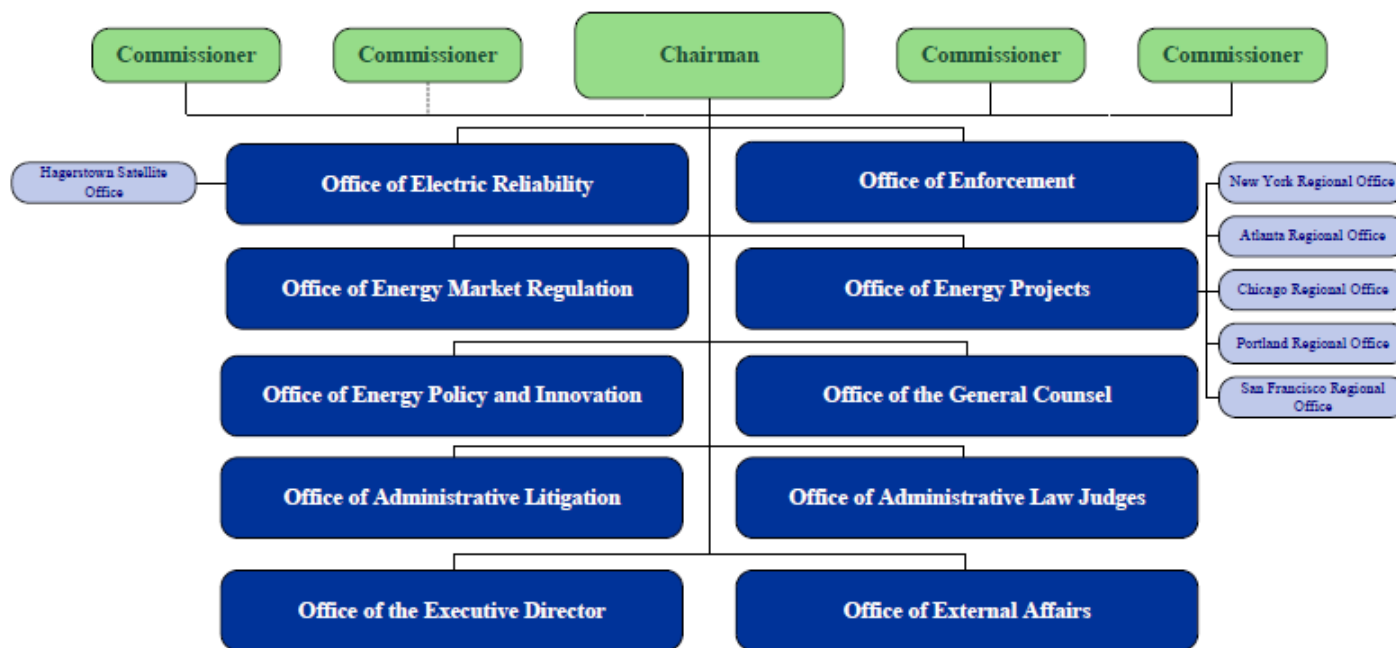 Commissioner
Commissioner
Chairman
Commissioner
Commissioner
Hagerstown Satellite
Office
Office of Electric Reliability
Office of Enforcement
New York Regional Office
Atlanta Regional Office
Office of Energy Market Regulation
Office of Energy Projects
Chicago Regional Office
Portland Regional Office
San Francisco Regional
Office
Office of Energy Policy and Innovation
Office of the General Counsel
Office of Administrative Litigation
Office of Administrative Law Judges
Office of the Executive Director
Office of External Affairs